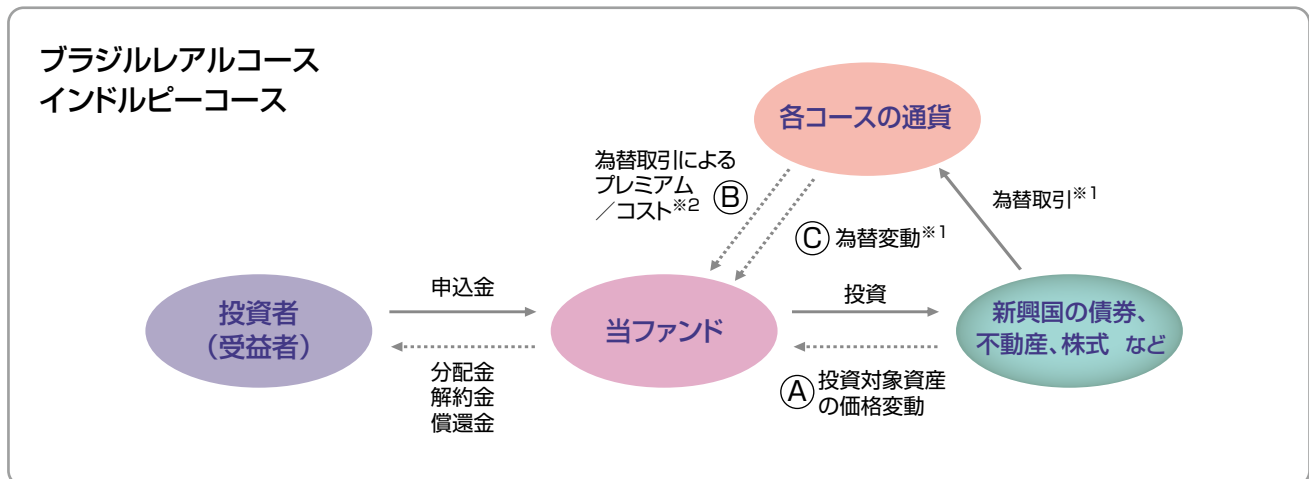 ブラジルレアルコース
インドルピーコース
各コースの通貨
為替取引による
プレミアム
／コスト※2
Ⓑ
Ⓒ 為替変動※1
為替取引※1
投資者
（受益者）
申込金
分配金
解約金
償還金
当ファンド
投資
Ⓐ 投資対象資産
の価格変動
新興国の債券、
不動産、株式 など